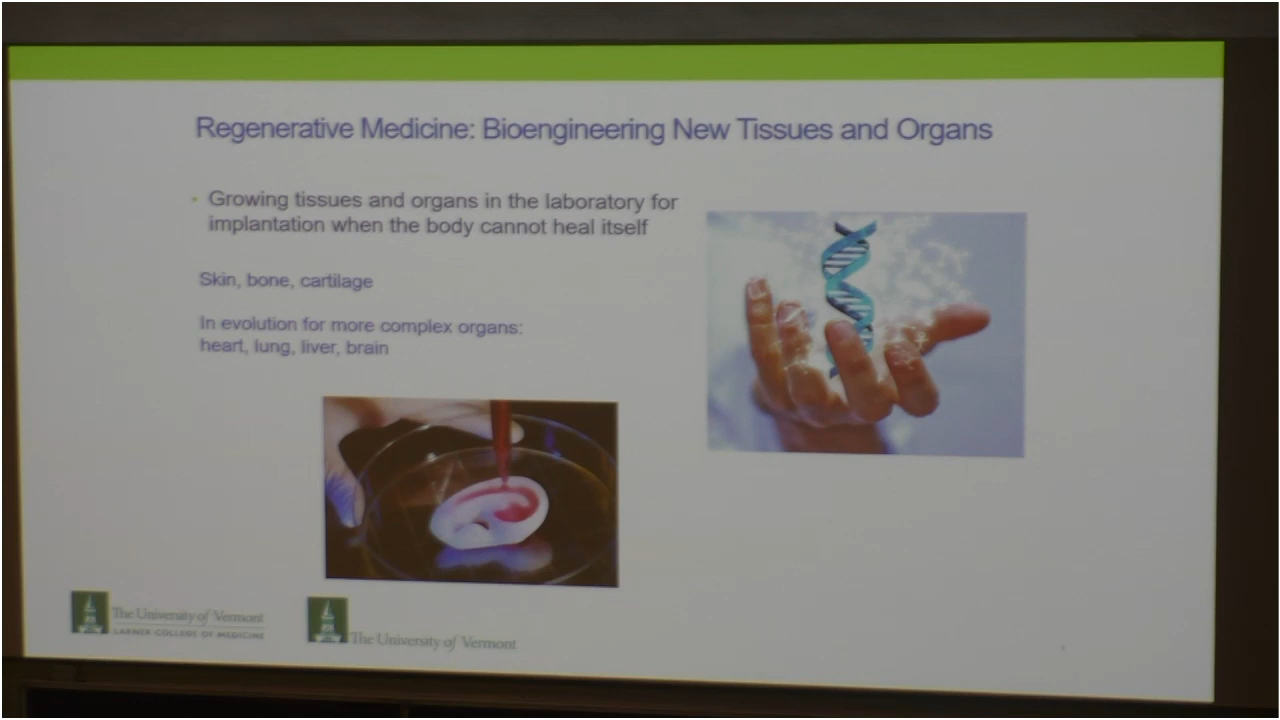 Regenerative Medicine: Bioengineering New Tissues and Organs
• Growing tissues and organs in the laboratory for
implantation when the body cannot heal itself
Skin, bone, cartilage
In evolution for more complex organs:
heart, lung, liver, brain
The University of Vermont
LARNER COLLEGE OF MEDICINE
The University of Vermont